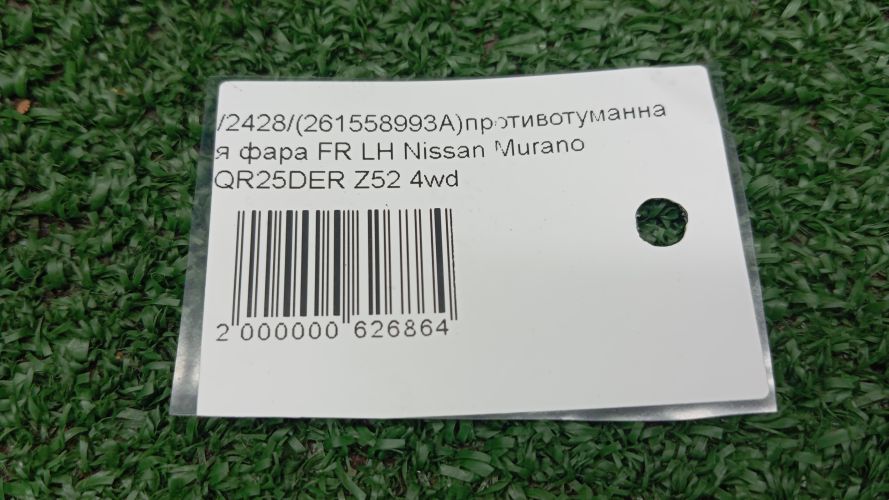 /2428/(261558993A)противотуманна
я фара FR LH Nissan Murano
QR25DER Z52 4wd
2 000000 626864